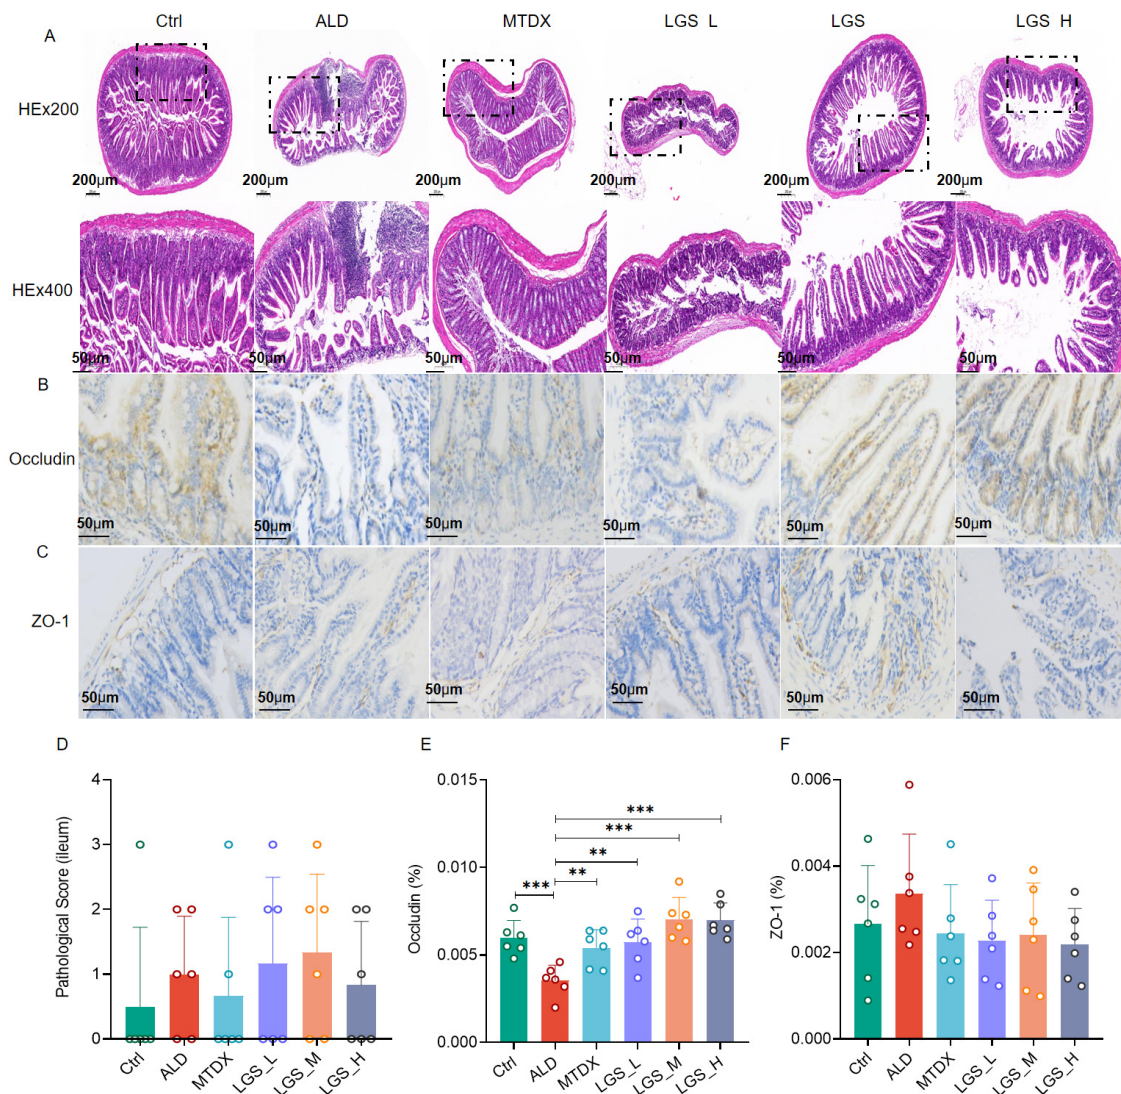 Ctrl ALD MTDX LGS L LGS LGS H
A
HEx200
200μm 200μm 200μm 200μm 200μm 200μm
HEx400
50μm 50μm 50μm 50μm 50μm 50μm
B
Occludin
50μm 50μm 50μm 50μm 50μm 50μm
C
ZO-1
50μm 50μm 50μm 50μm 50μm 50μm
D
Pathological Score (ileum)
4
3
2
1
0
Ctrl ALD MTDX LGS_L LGS_M LGS_H
E
Occludin (%)
0.015
0.010
0.005
0.000
***
***
**
*** **
Ctrl ALD MTDX LGS_L LGS_M LGS_H
F
ZO-1 (%)
0.006
0.004
0.002
0.000
Ctrl ALD MTDX LGS_L LGS_M LGS_H